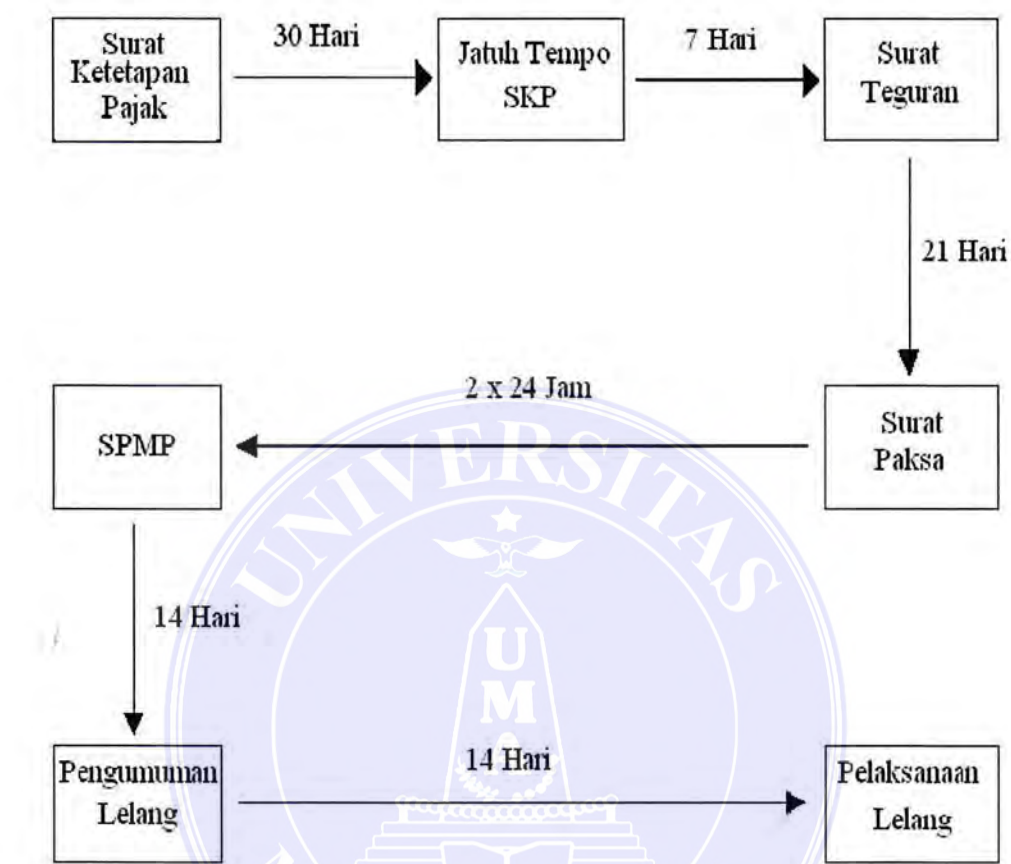 Surat
Ketetapan
Pajak
30 Hari
Jatuh Tempo
SKP
7 Hari
Surat
Teguran
21 Hari
SPMP
2 x 24 Jam
Surat
Paksa
14 Hari
Pengumuman
Lelang
14 Hari
Pelaksanaan
Lelang
UNIVERSITAS
U
M